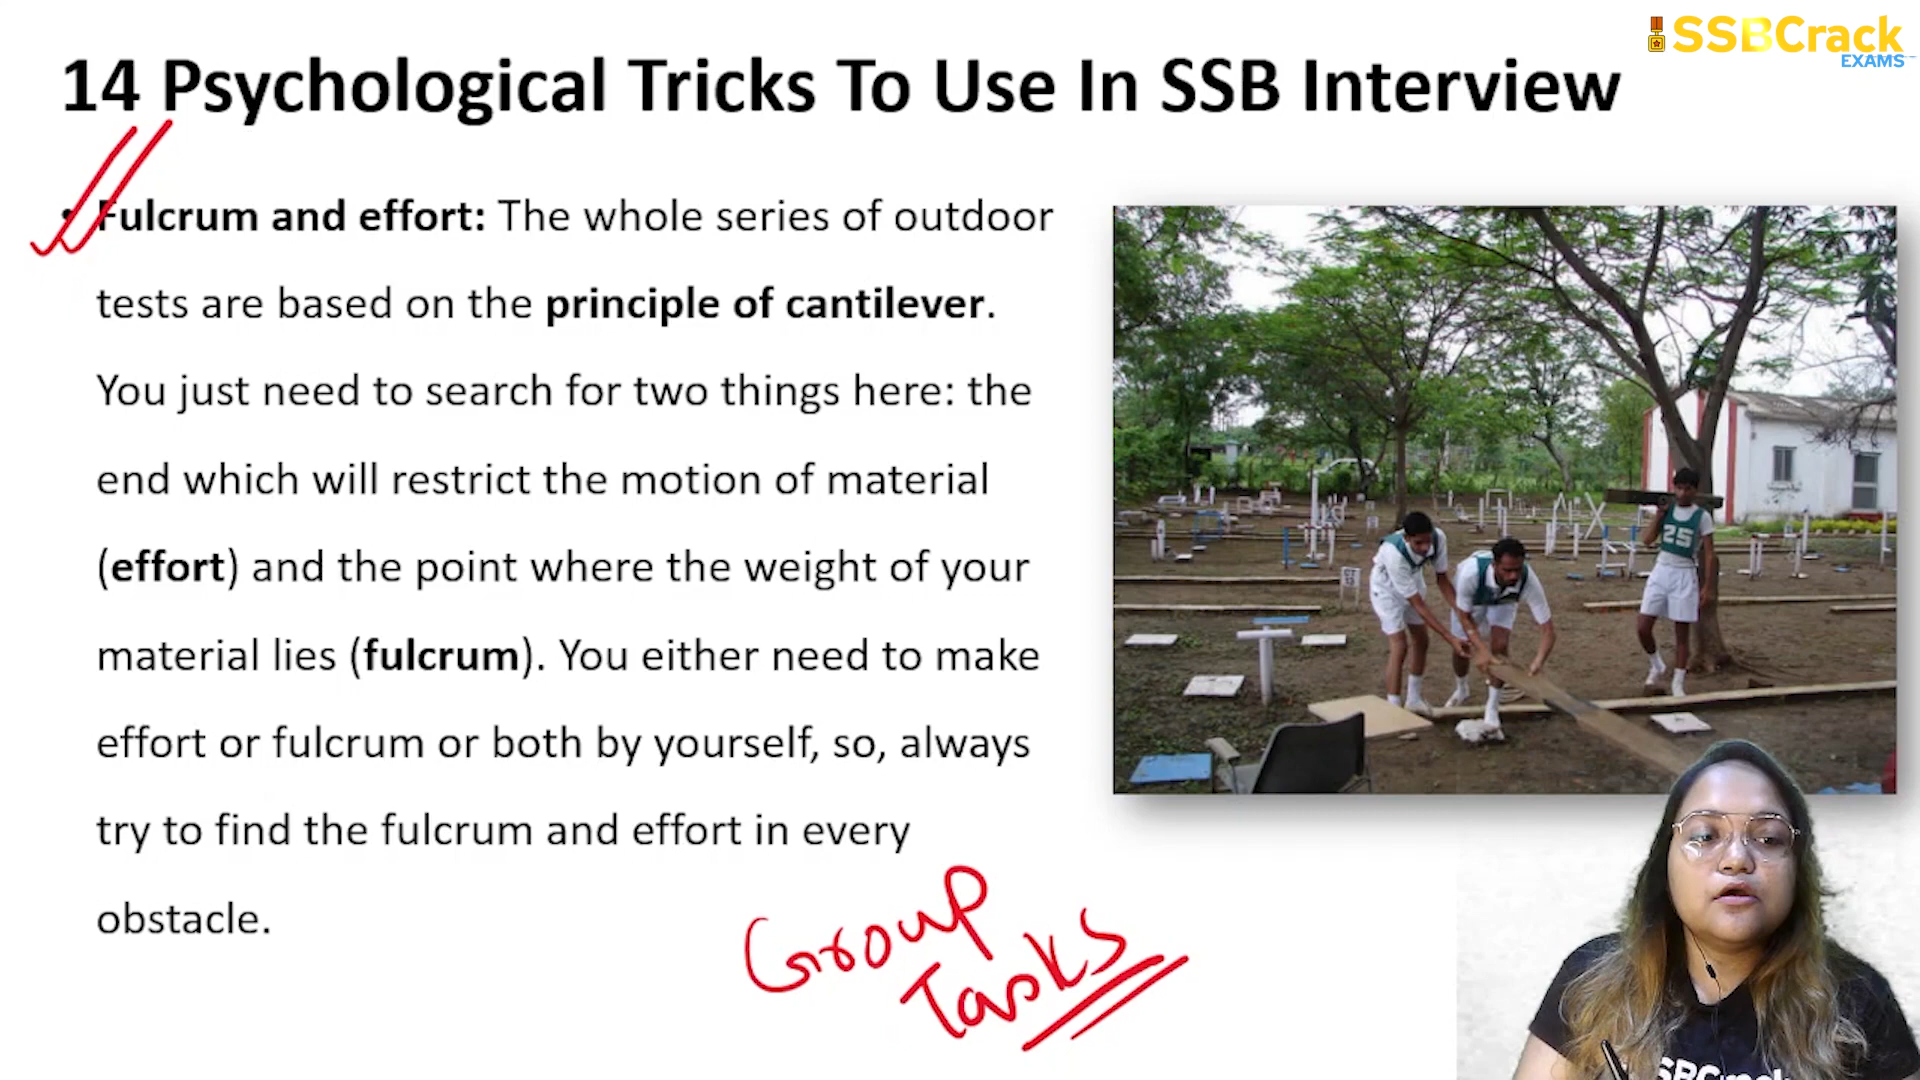 SSBCrack
EXAMS
14 Psychological Tricks To Use In SSB Interview
• Fulcrum and effort: The whole series of outdoor
tests are based on the principle of cantilever.
You just need to search for two things here: the
end which will restrict the motion of material
(effort) and the point where the weight of your
material lies (fulcrum). You either need to make
effort or fulcrum or both by yourself, so, always
try to find the fulcrum and effort in every
obstacle.
Group
Tasks
25